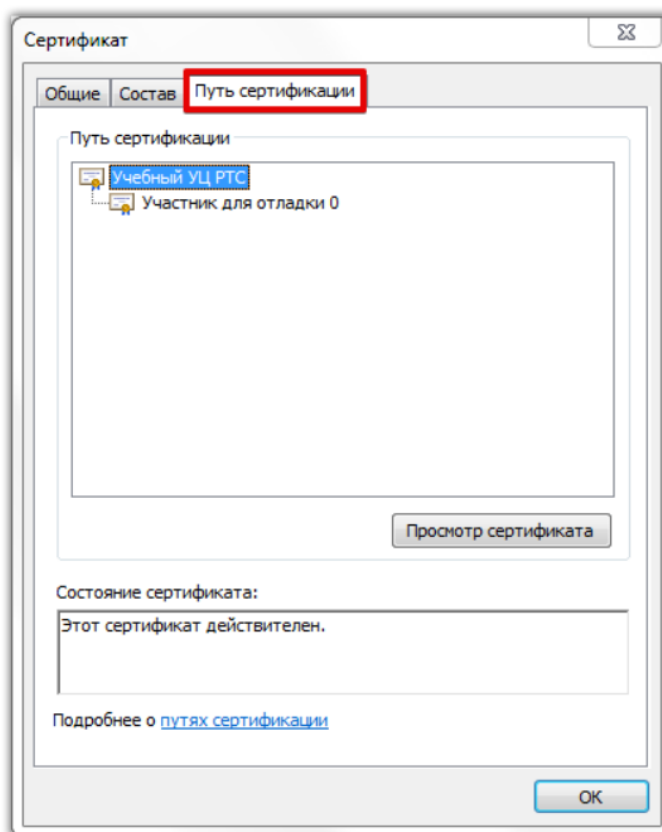 Сертификат
Общие Состав Путь сертификации
Путь сертификации
Учебный УЦ РТС
Участник для отладки 0
Просмотр сертификата
Состояние сертификата:
Этот сертификат действителен.
Подробнее о путях сертификации
ОК